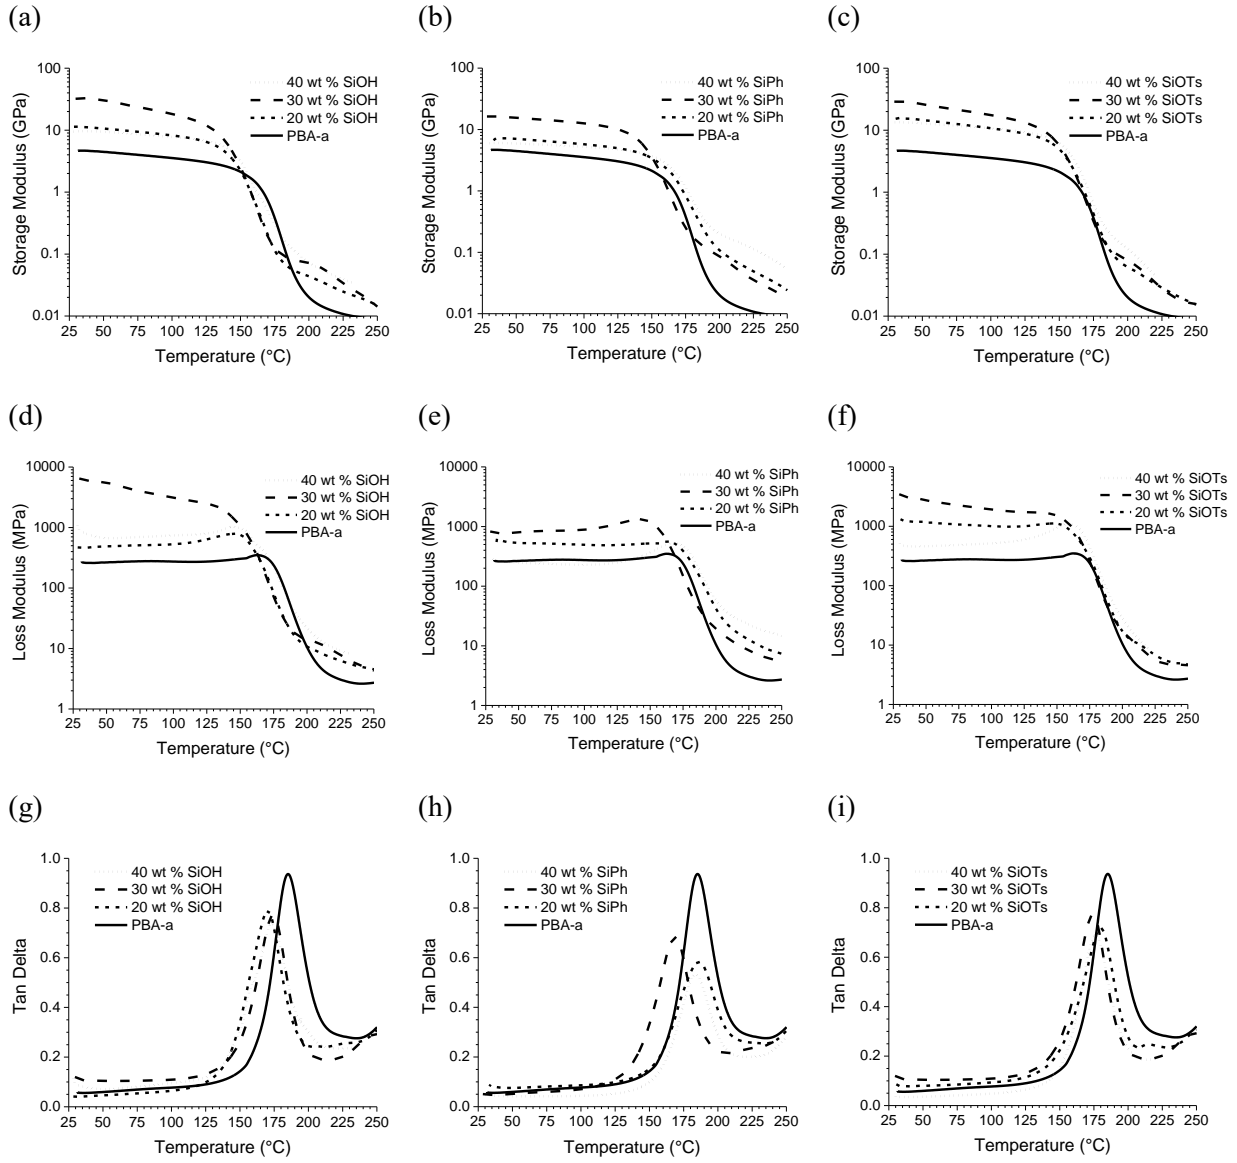 (a)
100
10
1
0.1
0.01
Storage Modulus (GPa)
40 wt % SiOH
30 wt % SiOH
20 wt % SiOH
PBA-a
25 50 75 100 125 150 175 200 225 250
Temperature (°C)
(b)
100
10
1
0.1
0.01
Storage Modulus (GPa)
40 wt % SiPh
30 wt % SiPh
20 wt % SiPh
PBA-a
25 50 75 100 125 150 175 200 225 250
Temperature (°C)
(c)
100
10
1
0.1
0.01
Storage Modulus (GPa)
40 wt % SiOTs
30 wt % SiOTs
20 wt % SiOTs
PBA-a
25 50 75 100 125 150 175 200 225 250
Temperature (°C)
(d)
10000
1000
100
10
1
Loss Modulus (MPa)
40 wt % SiOH
30 wt % SiOH
20 wt % SiOH
PBA-a
25 50 75 100 125 150 175 200 225 250
Temperature (°C)
(e)
10000
1000
100
10
1
Loss Modulus (MPa)
40 wt % SiPh
30 wt % SiPh
20 wt % SiPh
PBA-a
25 50 75 100 125 150 175 200 225 250
Temperature (°C)
(f)
10000
1000
100
10
1
Loss Modulus (MPa)
40 wt % SiOTs
30 wt % SiOTs
20 wt % SiOTs
PBA-a
25 50 75 100 125 150 175 200 225 250
Temperature (°C)
(g)
1.0
0.8
0.6
0.4
0.2
0.0
Tan Delta
40 wt % SiOH
30 wt % SiOH
20 wt % SiOH
PBA-a
25 50 75 100 125 150 175 200 225 250
Temperature (°C)
(h)
1.0
0.8
0.6
0.4
0.2
0.0
Tan Delta
40 wt % SiPh
30 wt % SiPh
20 wt % SiPh
PBA-a
25 50 75 100 125 150 175 200 225 250
Temperature (°C)
(i)
1.0
0.8
0.6
0.4
0.2
0.0
Tan Delta
40 wt % SiOTs
30 wt % SiOTs
20 wt % SiOTs
PBA-a
25 50 75 100 125 150 175 200 225 250
Temperature (°C)